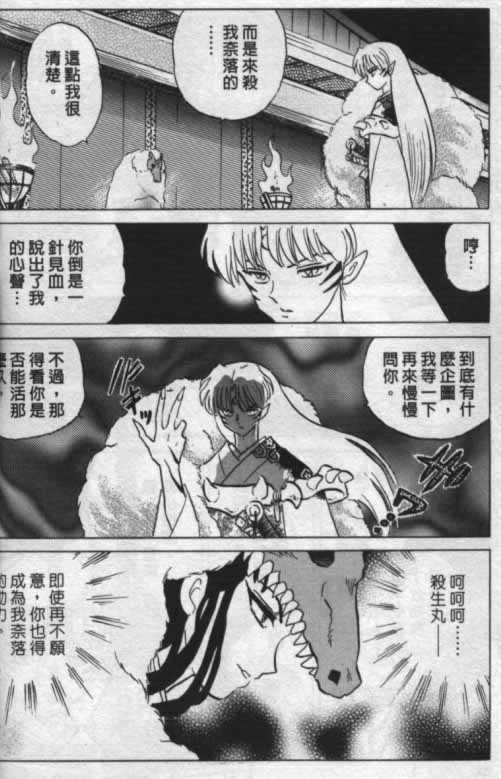 而是來殺
我奈落的
……
這點我很
清楚。
哼…
你倒是一
針見血，
說出了我
的心聲…
到底有什
麼企圖，
我等一下
再來慢慢
問你。
不過，那
得看你是
否能活那
麼久。
呵呵呵……
殺生丸——
即使再不願
意，你也得
成為我奈落
的助力。